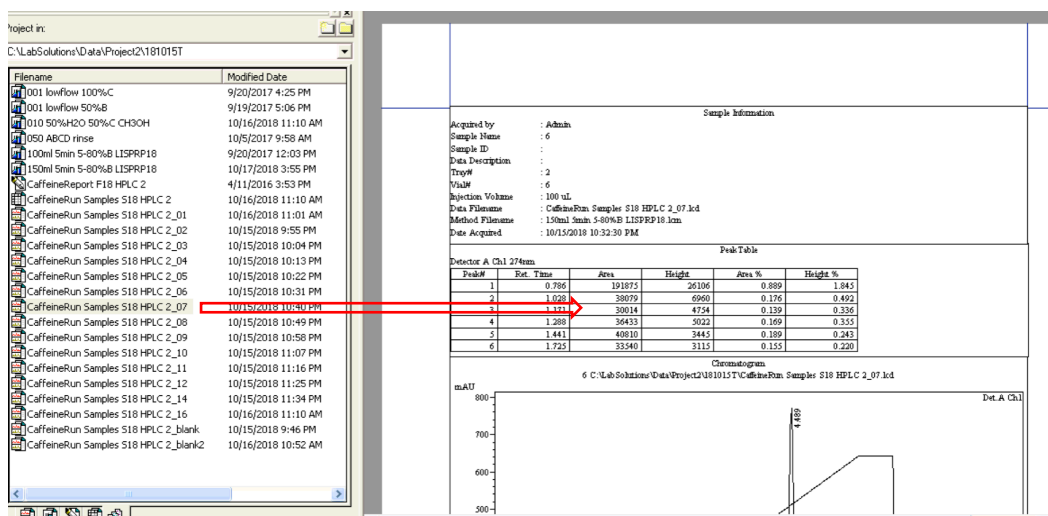 Project in:
C:\LabSolutions\Data\Project2\181015T
Filename Modified Date
001 lowflow 100%C 9/20/2017 4:25 PM
001 lowflow 50%B 9/19/2017 5:06 PM
010 50%H2O 50%C CH3OH 10/16/2018 11:10 AM
050 ABCD rinse 10/5/2017 9:58 AM
100ml 5min 5-80%B LISPRP18 9/20/2017 12:03 PM
150ml 5min 5-80%B LISPRP18 10/17/2018 3:55 PM
CaffeineReport F18 HPLC 2 4/11/2016 3:53 PM
CaffeineRun Samples S18 HPLC 2 10/16/2018 11:10 AM
CaffeineRun Samples S18 HPLC 2_01 10/16/2018 11:01 AM
CaffeineRun Samples S18 HPLC 2_02 10/15/2018 9:55 PM
CaffeineRun Samples S18 HPLC 2_03 10/15/2018 10:04 PM
CaffeineRun Samples S18 HPLC 2_04 10/15/2018 10:13 PM
CaffeineRun Samples S18 HPLC 2_05 10/15/2018 10:22 PM
CaffeineRun Samples S18 HPLC 2_06 10/15/2018 10:31 PM
CaffeineRun Samples S18 HPLC 2_07 10/15/2018 10:40 PM
CaffeineRun Samples S18 HPLC 2_08 10/15/2018 10:49 PM
CaffeineRun Samples S18 HPLC 2_09 10/15/2018 10:58 PM
CaffeineRun Samples S18 HPLC 2_10 10/15/2018 11:07 PM
CaffeineRun Samples S18 HPLC 2_11 10/15/2018 11:16 PM
CaffeineRun Samples S18 HPLC 2_12 10/15/2018 11:25 PM
CaffeineRun Samples S18 HPLC 2_14 10/15/2018 11:34 PM
CaffeineRun Samples S18 HPLC 2_16 10/16/2018 11:10 AM
CaffeineRun Samples S18 HPLC 2_blank 10/15/2018 9:46 PM
CaffeineRun Samples S18 HPLC 2_blank2 10/16/2018 10:52 AM
Sample Information
Acquired by : Admin
Sample Name : 6
Sample ID :
Data Description :
Tray# : 2
Vial# : 6
Injection Volume : 100 uL
Data Filename : CaffeineRun Samples S18 HPLC 2_07.lcd
Method Filename : 150ml 5min 5-80%B LISPRP18.lcm
Date Acquired : 10/15/2018 10:32:30 PM
Peak Table
Detector A Ch1 274nm
Peak# Ret. Time Area Height Area % Height %
1 0.786 191875 26106 0.889 1.845
2 1.028 38079 6960 0.176 0.492
3 1.171 30014 4754 0.139 0.336
4 1.288 36433 5022 0.169 0.355
5 1.441 40810 3445 0.189 0.243
6 1.725 33540 3115 0.155 0.220
Chromatogram
6 C:\LabSolutions\Data\Project2\181015T\CaffeineRun Samples S18 HPLC 2_07.lcd
mAU
800
Det.A Ch1
4.489
700
600
500